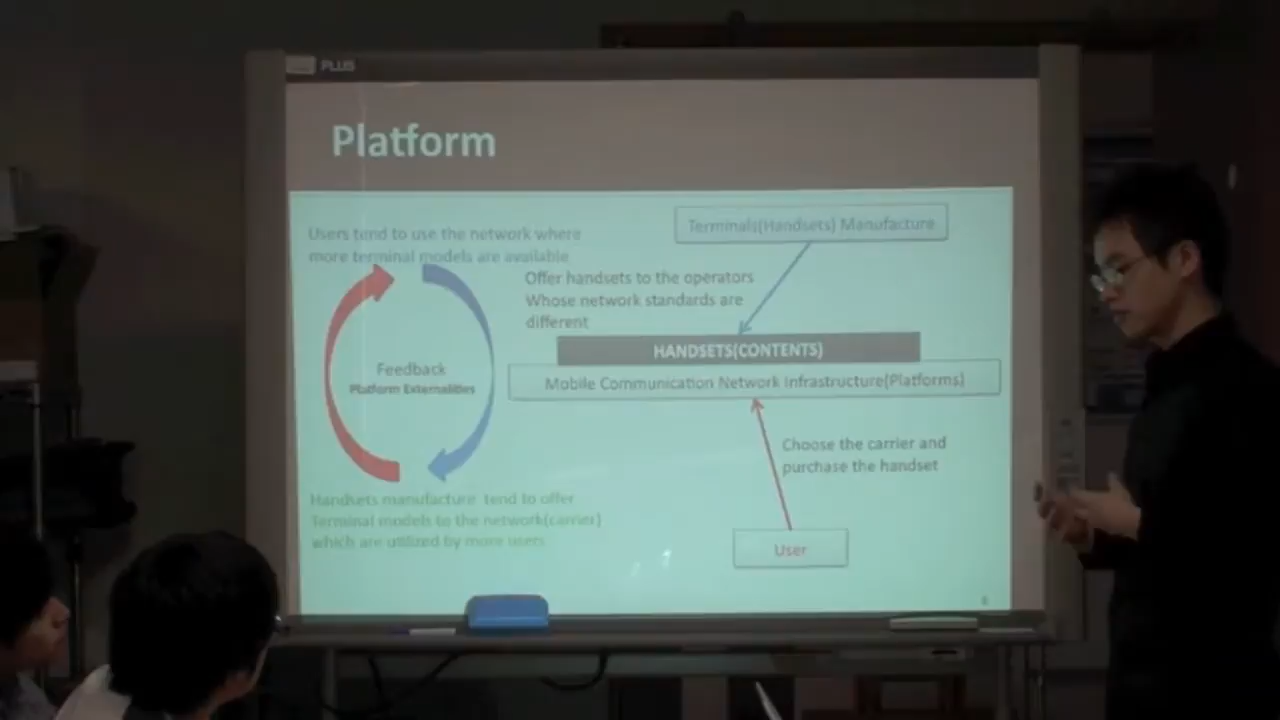 PLUS
Platform
Users tend to use the network where
more terminal models are available
Terminals(Handsets) Manufacture
Offer handsets to the operators
Whose network standards are
different
HANDSETS(CONTENTS)
Mobile Communication Network Infrastructure(Platforms)
Feedback
Platform Externalities
Choose the carrier and
purchase the handset
Handsets manufacture tend to offer
Terminal models to the network(carrier)
which are utilized by more users
User